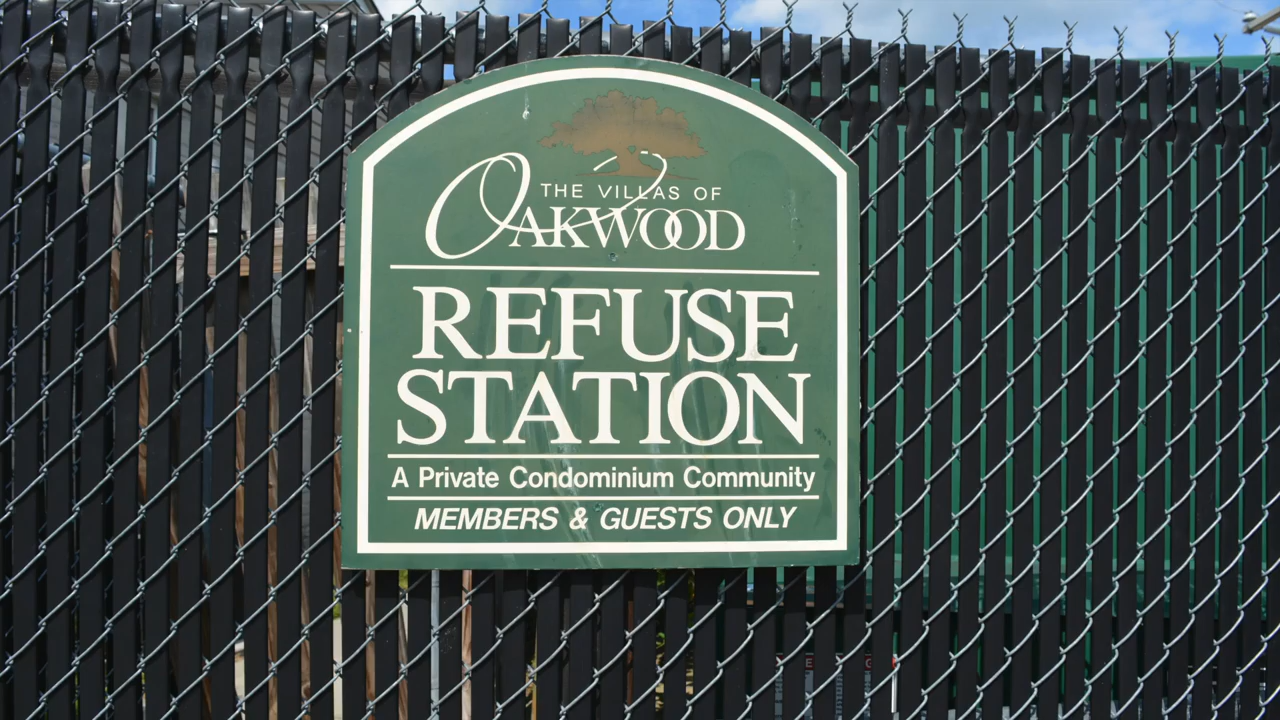 THE VILLAS OF
OAKWOOD
REFUSE
STATION
A Private Condominium Community
MEMBERS & GUESTS ONLY